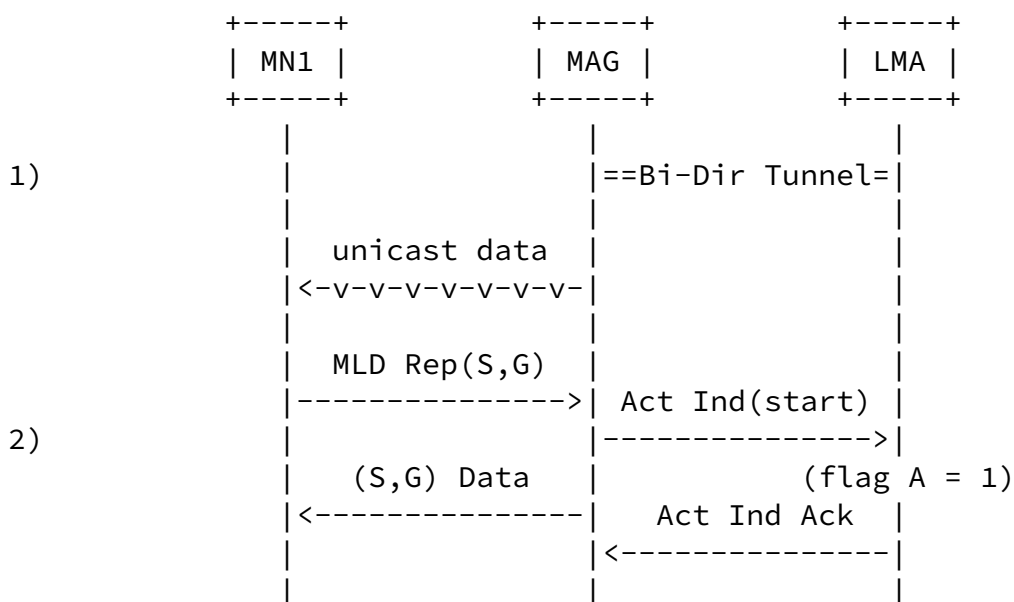 +-----+ +-----+ +-----+
| MN1 | | MAG | | LMA |
+-----+ +-----+ +-----+
| | |
1) | |==Bi-Dir Tunnel=|
| | |
| unicast data | |
|<-v-v-v-v-v-v-v-| |
| | |
| MLD Rep(S,G) | |
|--------------->| Act Ind(start) |
2) | |--------------->|
| (S,G) Data | (flag A = 1)
|<---------------| Act Ind Ack |
| |<---------------|
| | |